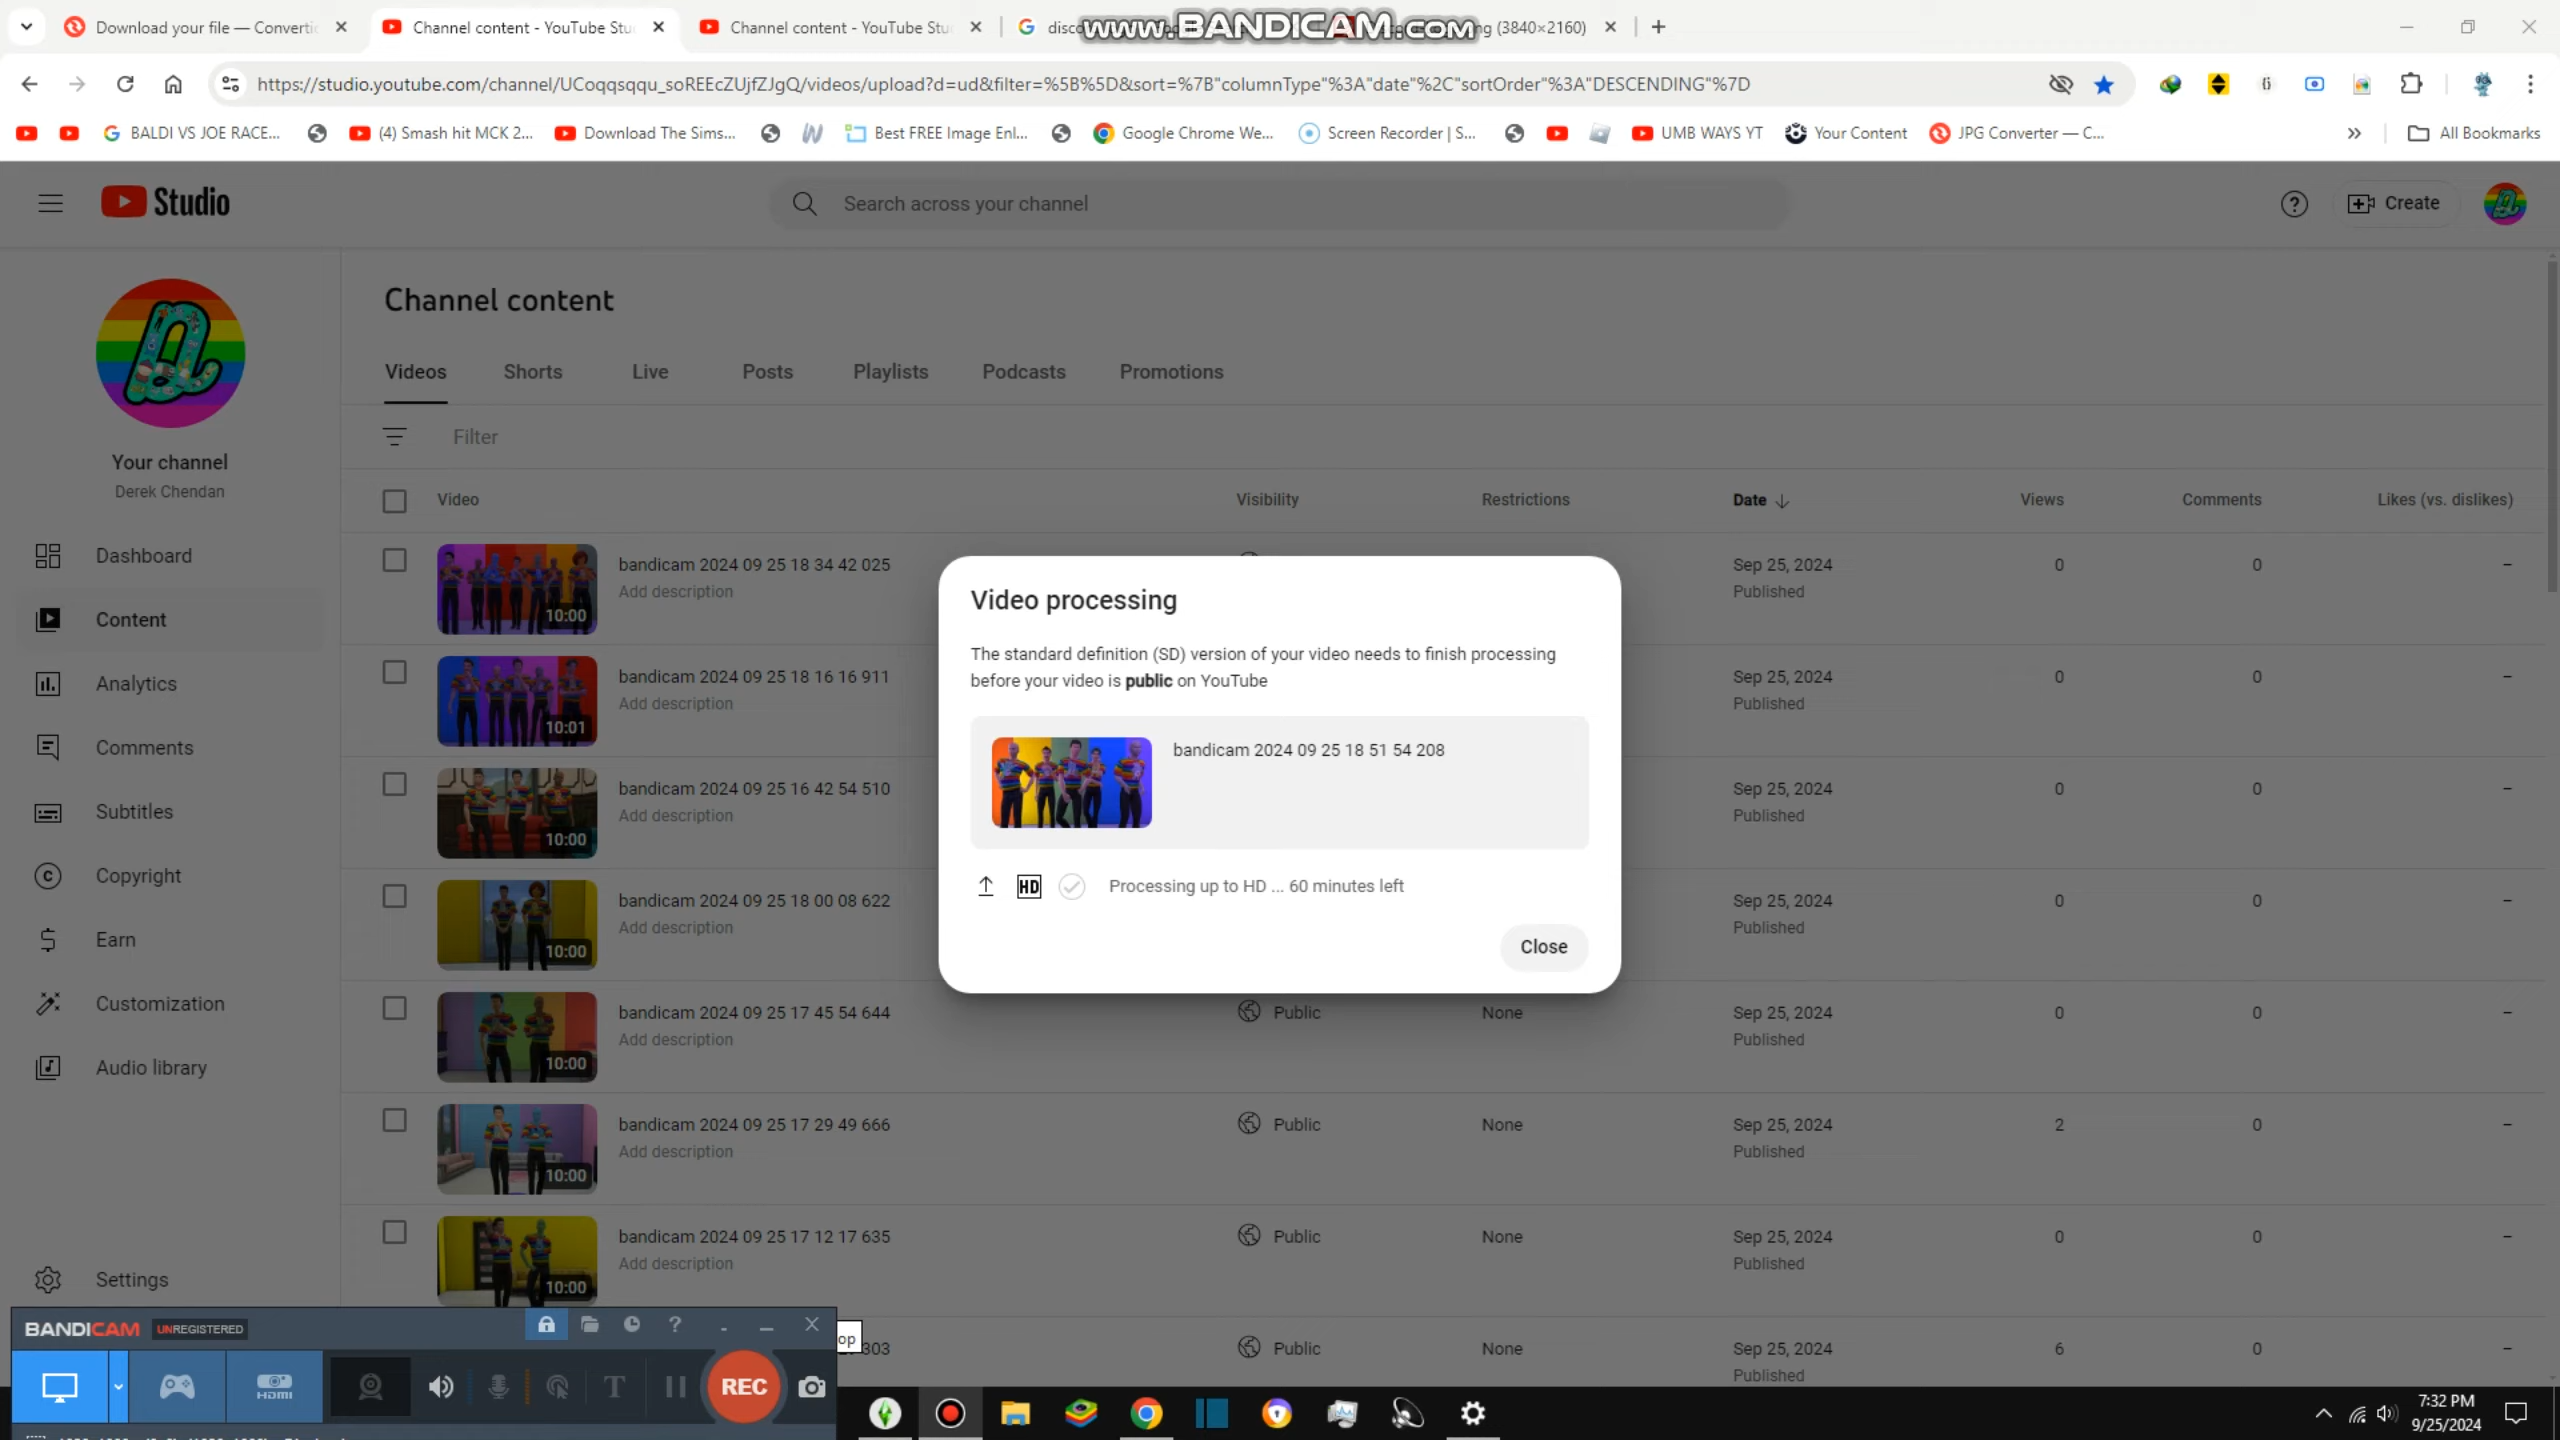 Download your file — Converti
Channel content - YouTube Stu
Channel content - YouTube Stu
disco
www.BANDICAM.com
ng (3840×2160)
https://studio.youtube.com/channel/UCoqqsqqu_soREEcZUjfZJgQ/videos/upload?d=ud&filter=%5B%5D&sort=%7B"columnType"%3A"date"%2C"sortOrder"%3A"DESCENDING"%7D
BALDI VS JOE RACE...
(4) Smash hit MCK 2...
Download The Sims...
Best FREE Image Enl...
Google Chrome We...
Screen Recorder | S...
UMB WAYS YT
Your Content
JPG Converter — C...
All Bookmarks
Studio
Search across your channel
Create
Your channel
Derek Chendan
Dashboard
Content
Analytics
Comments
Subtitles
Copyright
Earn
Customization
Audio library
Settings
Channel content
Videos Shorts Live Posts Playlists Podcasts Promotions
Filter
Video Visibility Restrictions Date Views Comments Likes (vs. dislikes)
10:00
bandicam 2024 09 25 18 34 42 025
Add description
Sep 25, 2024
Published
0 0 –
10:01
bandicam 2024 09 25 18 16 16 911
Add description
Sep 25, 2024
Published
0 0 –
10:00
bandicam 2024 09 25 16 42 54 510
Add description
Sep 25, 2024
Published
0 0 –
10:00
bandicam 2024 09 25 18 00 08 622
Add description
Sep 25, 2024
Published
0 0 –
10:00
bandicam 2024 09 25 17 45 54 644
Add description
Public None
Sep 25, 2024
Published
0 0 –
10:00
bandicam 2024 09 25 17 29 49 666
Add description
Public None
Sep 25, 2024
Published
2 0 –
10:00
bandicam 2024 09 25 17 12 17 635
Add description
Public None
Sep 25, 2024
Published
0 0 –
303
Public None
Sep 25, 2024
Published
6 0 –
Video processing
The standard definition (SD) version of your video needs to finish processing
before your video is public on YouTube
bandicam 2024 09 25 18 51 54 208
HD
Processing up to HD ... 60 minutes left
Close
BANDICAM UNREGISTERED
op
HDMI
T
REC
7:32 PM
9/25/2024